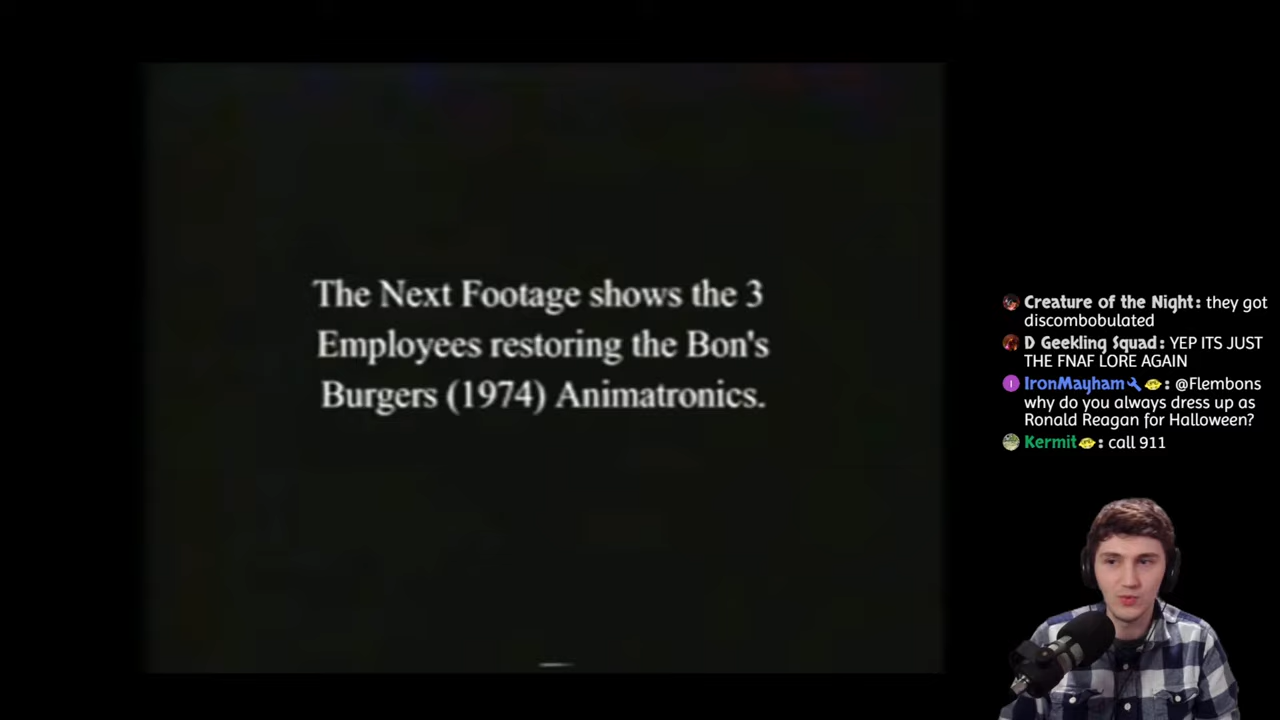 The Next Footage shows the 3
Employees restoring the Bon's
Burgers (1974) Animatronics.
Creature of the Night: they got
discombobulated
D Geekling Squad: YEP ITS JUST
THE FNAF LORE AGAIN
IronMayham: @Flembons
why do you always dress up as
Ronald Reagan for Halloween?
Kermit: call 911